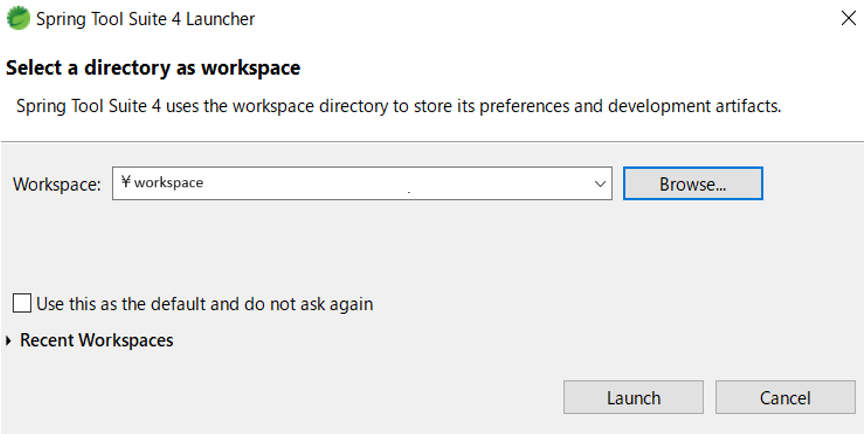 Spring Tool Suite 4 Launcher
Select a directory as workspace
Spring Tool Suite 4 uses the workspace directory to store its preferences and development artifacts.
Workspace: ¥workspace Browse...
Use this as the default and do not ask again
Recent Workspaces
Launch Cancel